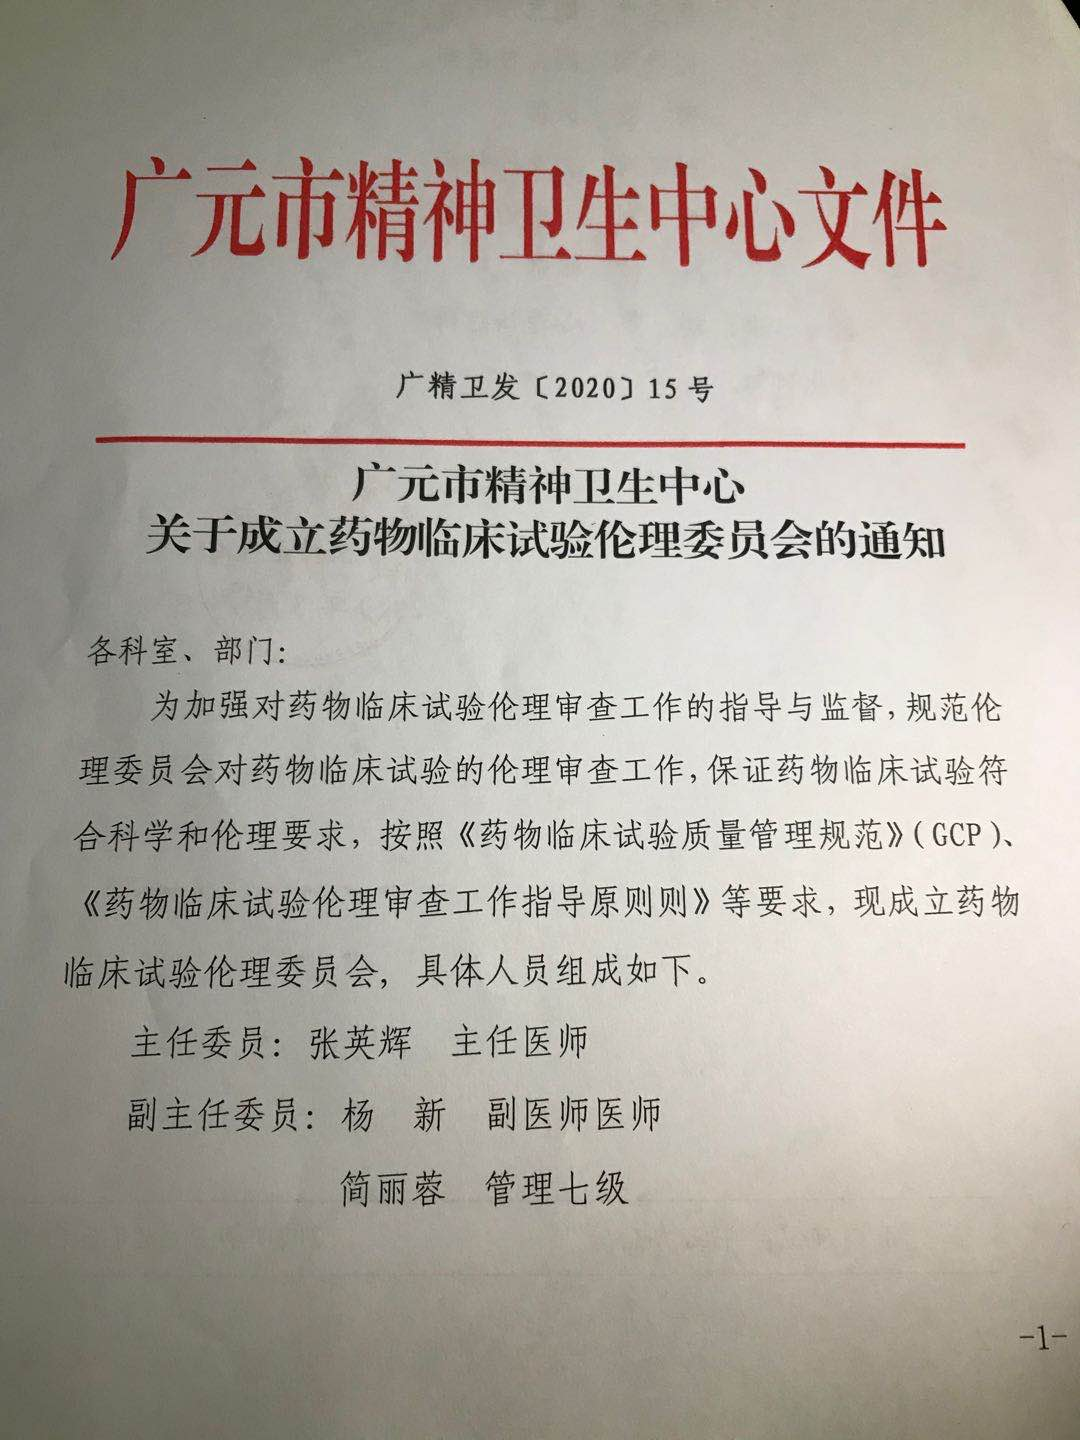 广元市精神卫生中心文件
广精卫发〔2020〕15号
广元市精神卫生中心
关于成立药物临床试验伦理委员会的通知
各科室、部门：
为加强对药物临床试验伦理审查工作的指导与监督，规范伦
理委员会对药物临床试验的伦理审查工作，保证药物临床试验符
合科学和伦理要求，按照《药物临床试验质量管理规范》（GCP）、
《药物临床试验伦理审查工作指导原则则》等要求，现成立药物
临床试验伦理委员会，具体人员组成如下。
主任委员：张英辉 主任医师
副主任委员：杨 新 副医师医师
简丽蓉 管理七级
-1-